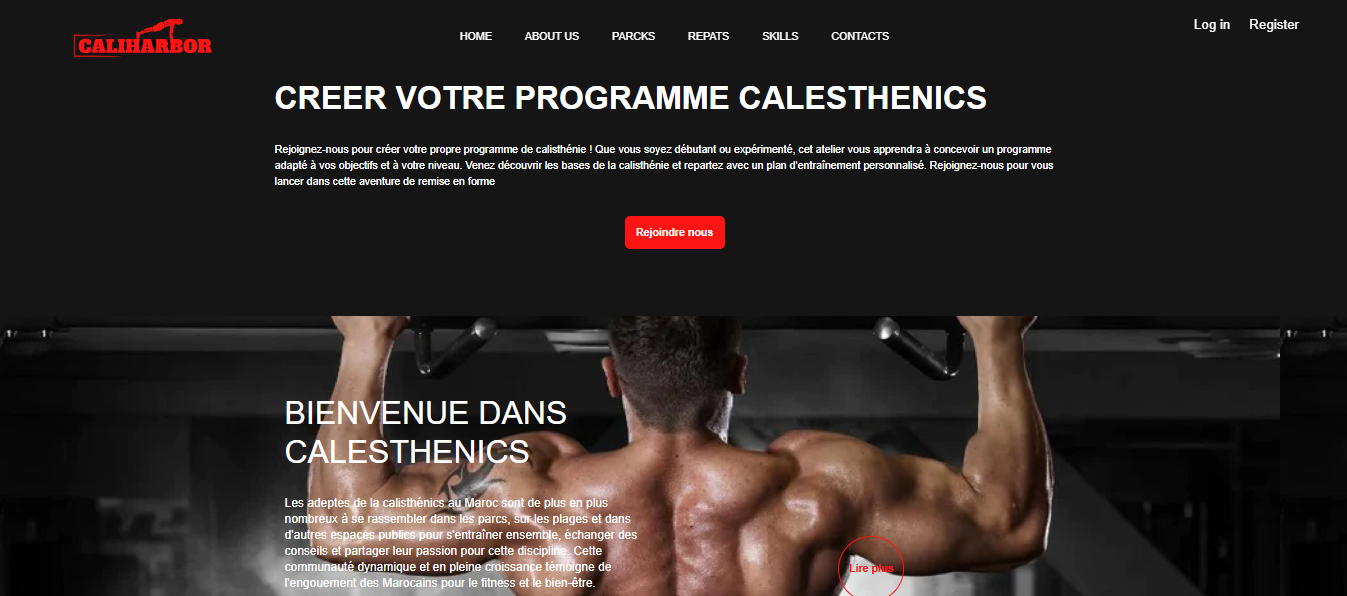 CALIHARBOR
HOME ABOUT US PARCKS REPATS SKILLS CONTACTS
Log in Register
CREER VOTRE PROGRAMME CALESTHENICS
Rejoignez-nous pour créer votre propre programme de calisthénie ! Que vous soyez débutant ou expérimenté, cet atelier vous apprendra à concevoir un programme
adapté à vos objectifs et à votre niveau. Venez découvrir les bases de la calisthénie et repartez avec un plan d'entraînement personnalisé. Rejoignez-nous pour vous
lancer dans cette aventure de remise en forme
Rejoindre nous
BIENVENUE DANS
CALESTHENICS
Les adeptes de la calisthénics au Maroc sont de plus en plus
nombreux à se rassembler dans les parcs, sur les plages et dans
d'autres espaces publics pour s'entraîner ensemble, échanger des
conseils et partager leur passion pour cette discipline. Cette
communauté dynamique et en pleine croissance témoigne de
l'engouement des Marocains pour le fitness et le bien-être.
Lire plus